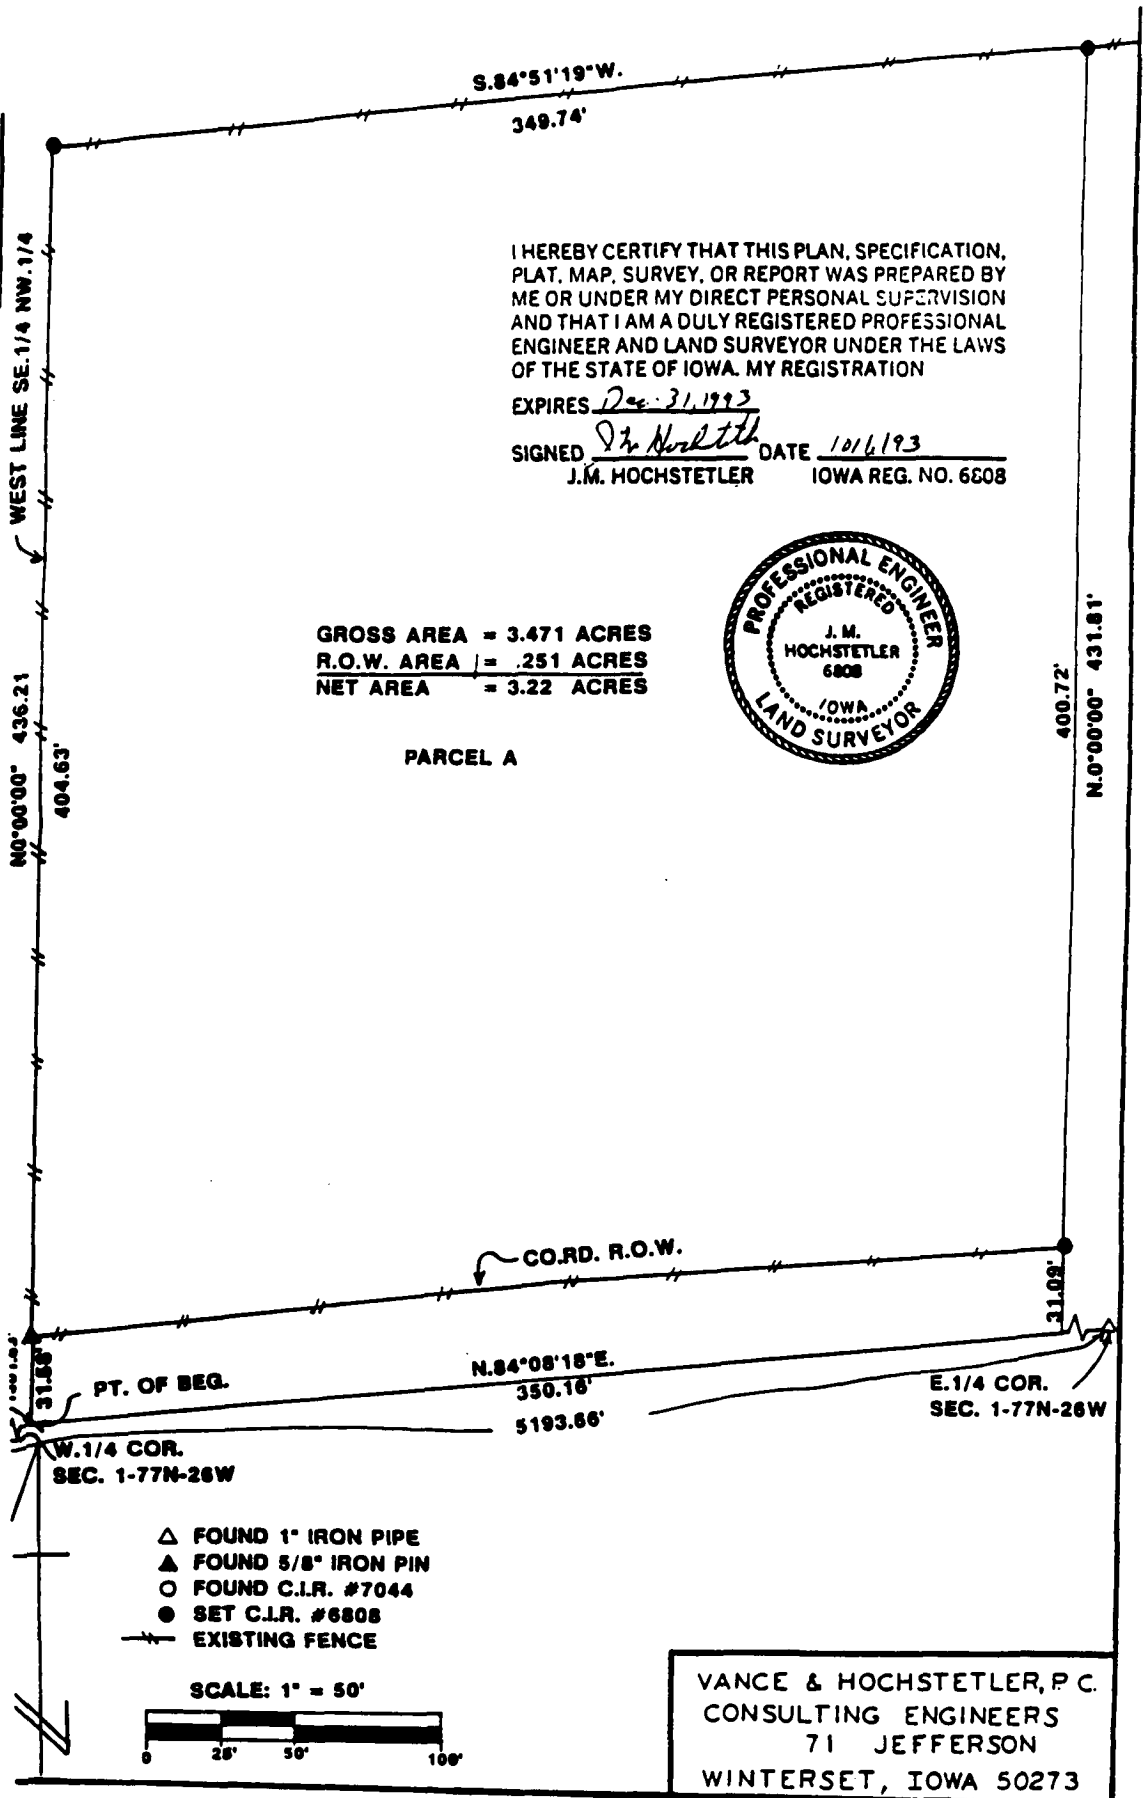 S.84°51'19"W.
349.74'
WEST LINE SE.1/4 NW.1/4
N0°00'00" 436.21
404.63'
I HEREBY CERTIFY THAT THIS PLAN, SPECIFICATION,
PLAT, MAP, SURVEY, OR REPORT WAS PREPARED BY
ME OR UNDER MY DIRECT PERSONAL SUPERVISION
AND THAT I AM A DULY REGISTERED PROFESSIONAL
ENGINEER AND LAND SURVEYOR UNDER THE LAWS
OF THE STATE OF IOWA. MY REGISTRATION
EXPIRES Dec. 31, 1993
SIGNED DATE 10/6/93
J.M. HOCHSTETLER IOWA REG. NO. 6808
PROFESSIONAL ENGINEER
REGISTERED
J. M.
HOCHSTETLER
6808
IOWA
LAND SURVEYOR
GROSS AREA = 3.471 ACRES
R.O.W. AREA = .251 ACRES
NET AREA = 3.22 ACRES
PARCEL A
400.72'
N.0°00'00" 431.81'
CO.RD. R.O.W.
31.09'
31.58'
PT. OF BEG.
N.84°08'18"E.
350.16'
5193.66'
E.1/4 COR.
SEC. 1-77N-26W
W.1/4 COR.
SEC. 1-77N-26W
△ FOUND 1" IRON PIPE
▲ FOUND 5/8" IRON PIN
○ FOUND C.I.R. #7044
● SET C.I.R. #6808
EXISTING FENCE
SCALE: 1" = 50'
0 25' 50' 100'
VANCE & HOCHSTETLER, P.C.
CONSULTING ENGINEERS
71 JEFFERSON
WINTERSET, IOWA 50273